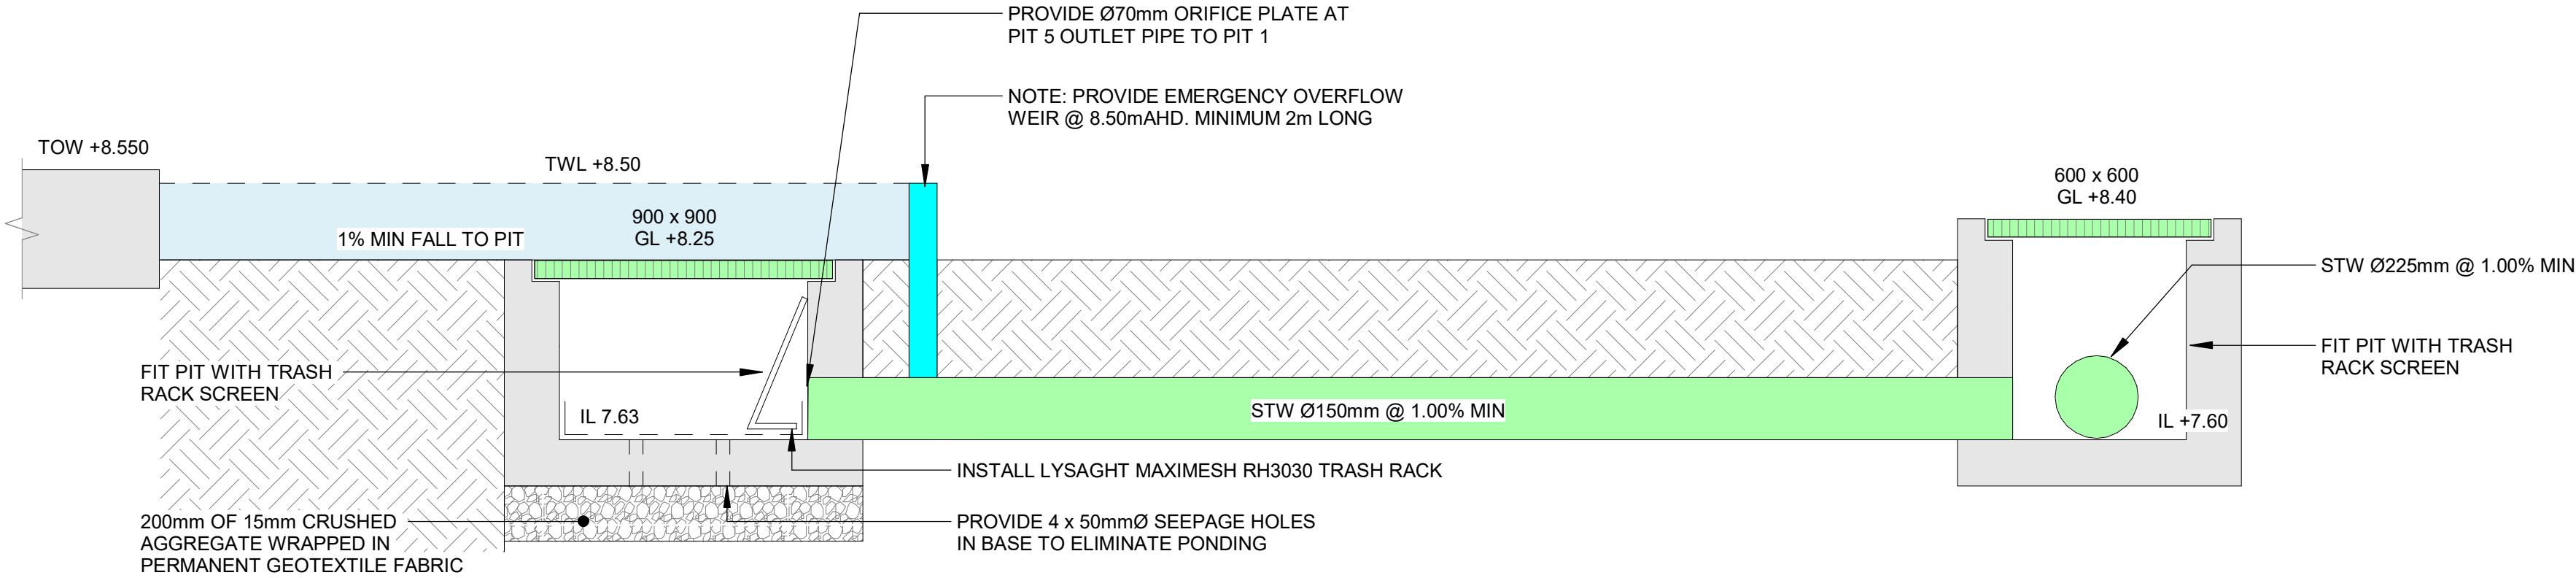 PROVIDE Ø70mm ORIFICE PLATE AT
PIT 5 OUTLET PIPE TO PIT 1
NOTE: PROVIDE EMERGENCY OVERFLOW
WEIR @ 8.50mAHD. MINIMUM 2m LONG
TOW +8.550
TWL +8.50
600 x 600
GL +8.40
900 x 900
GL +8.25
1% MIN FALL TO PIT
STW Ø225mm @ 1.00% MIN
FIT PIT WITH TRASH
RACK SCREEN
FIT PIT WITH TRASH
RACK SCREEN
IL 7.63
STW Ø150mm @ 1.00% MIN
IL +7.60
INSTALL LYSAGHT MAXIMESH RH3030 TRASH RACK
200mm OF 15mm CRUSHED
AGGREGATE WRAPPED IN
PERMANENT GEOTEXTILE FABRIC
PROVIDE 4 x 50mmØ SEEPAGE HOLES
IN BASE TO ELIMINATE PONDING